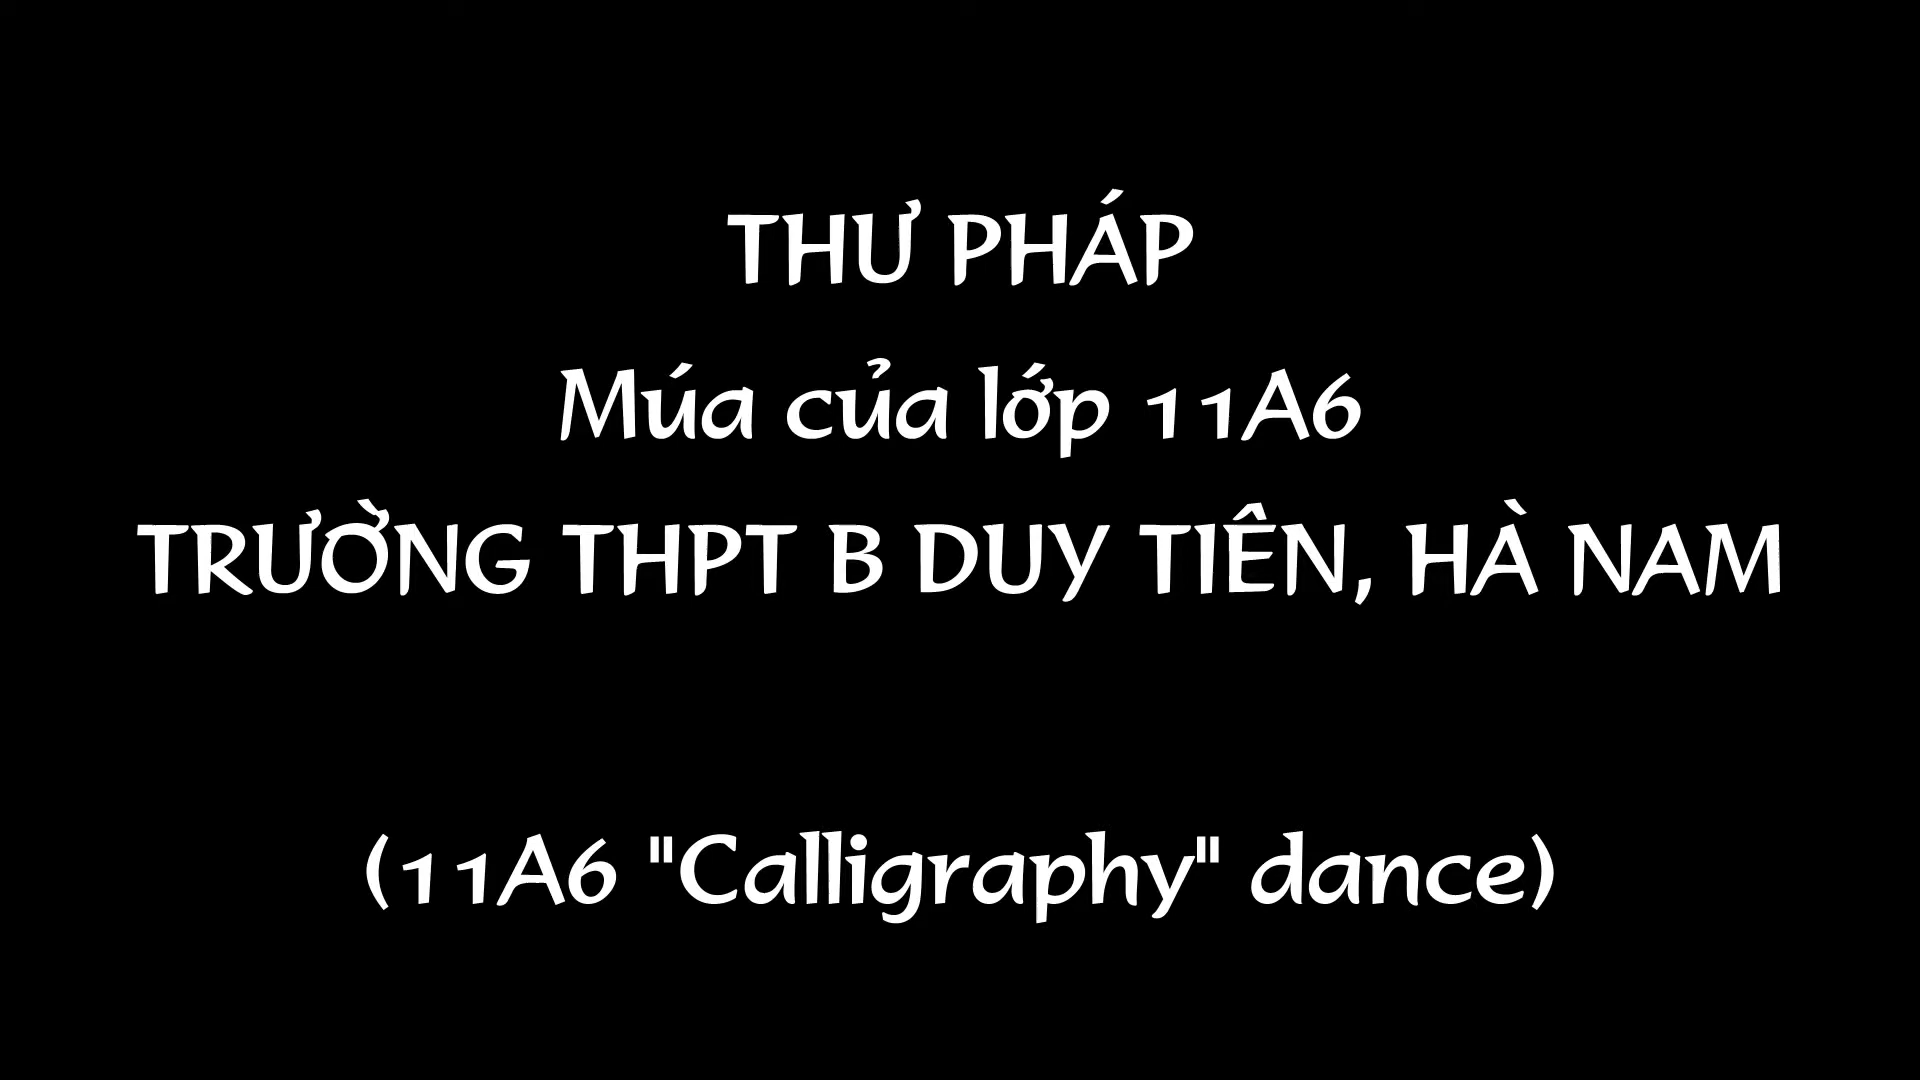 THƯ PHÁP
Múa của lớp 11A6
TRƯỜNG THPT B DUY TIÊN, HÀ NAM
(11A6 "Calligraphy" dance)